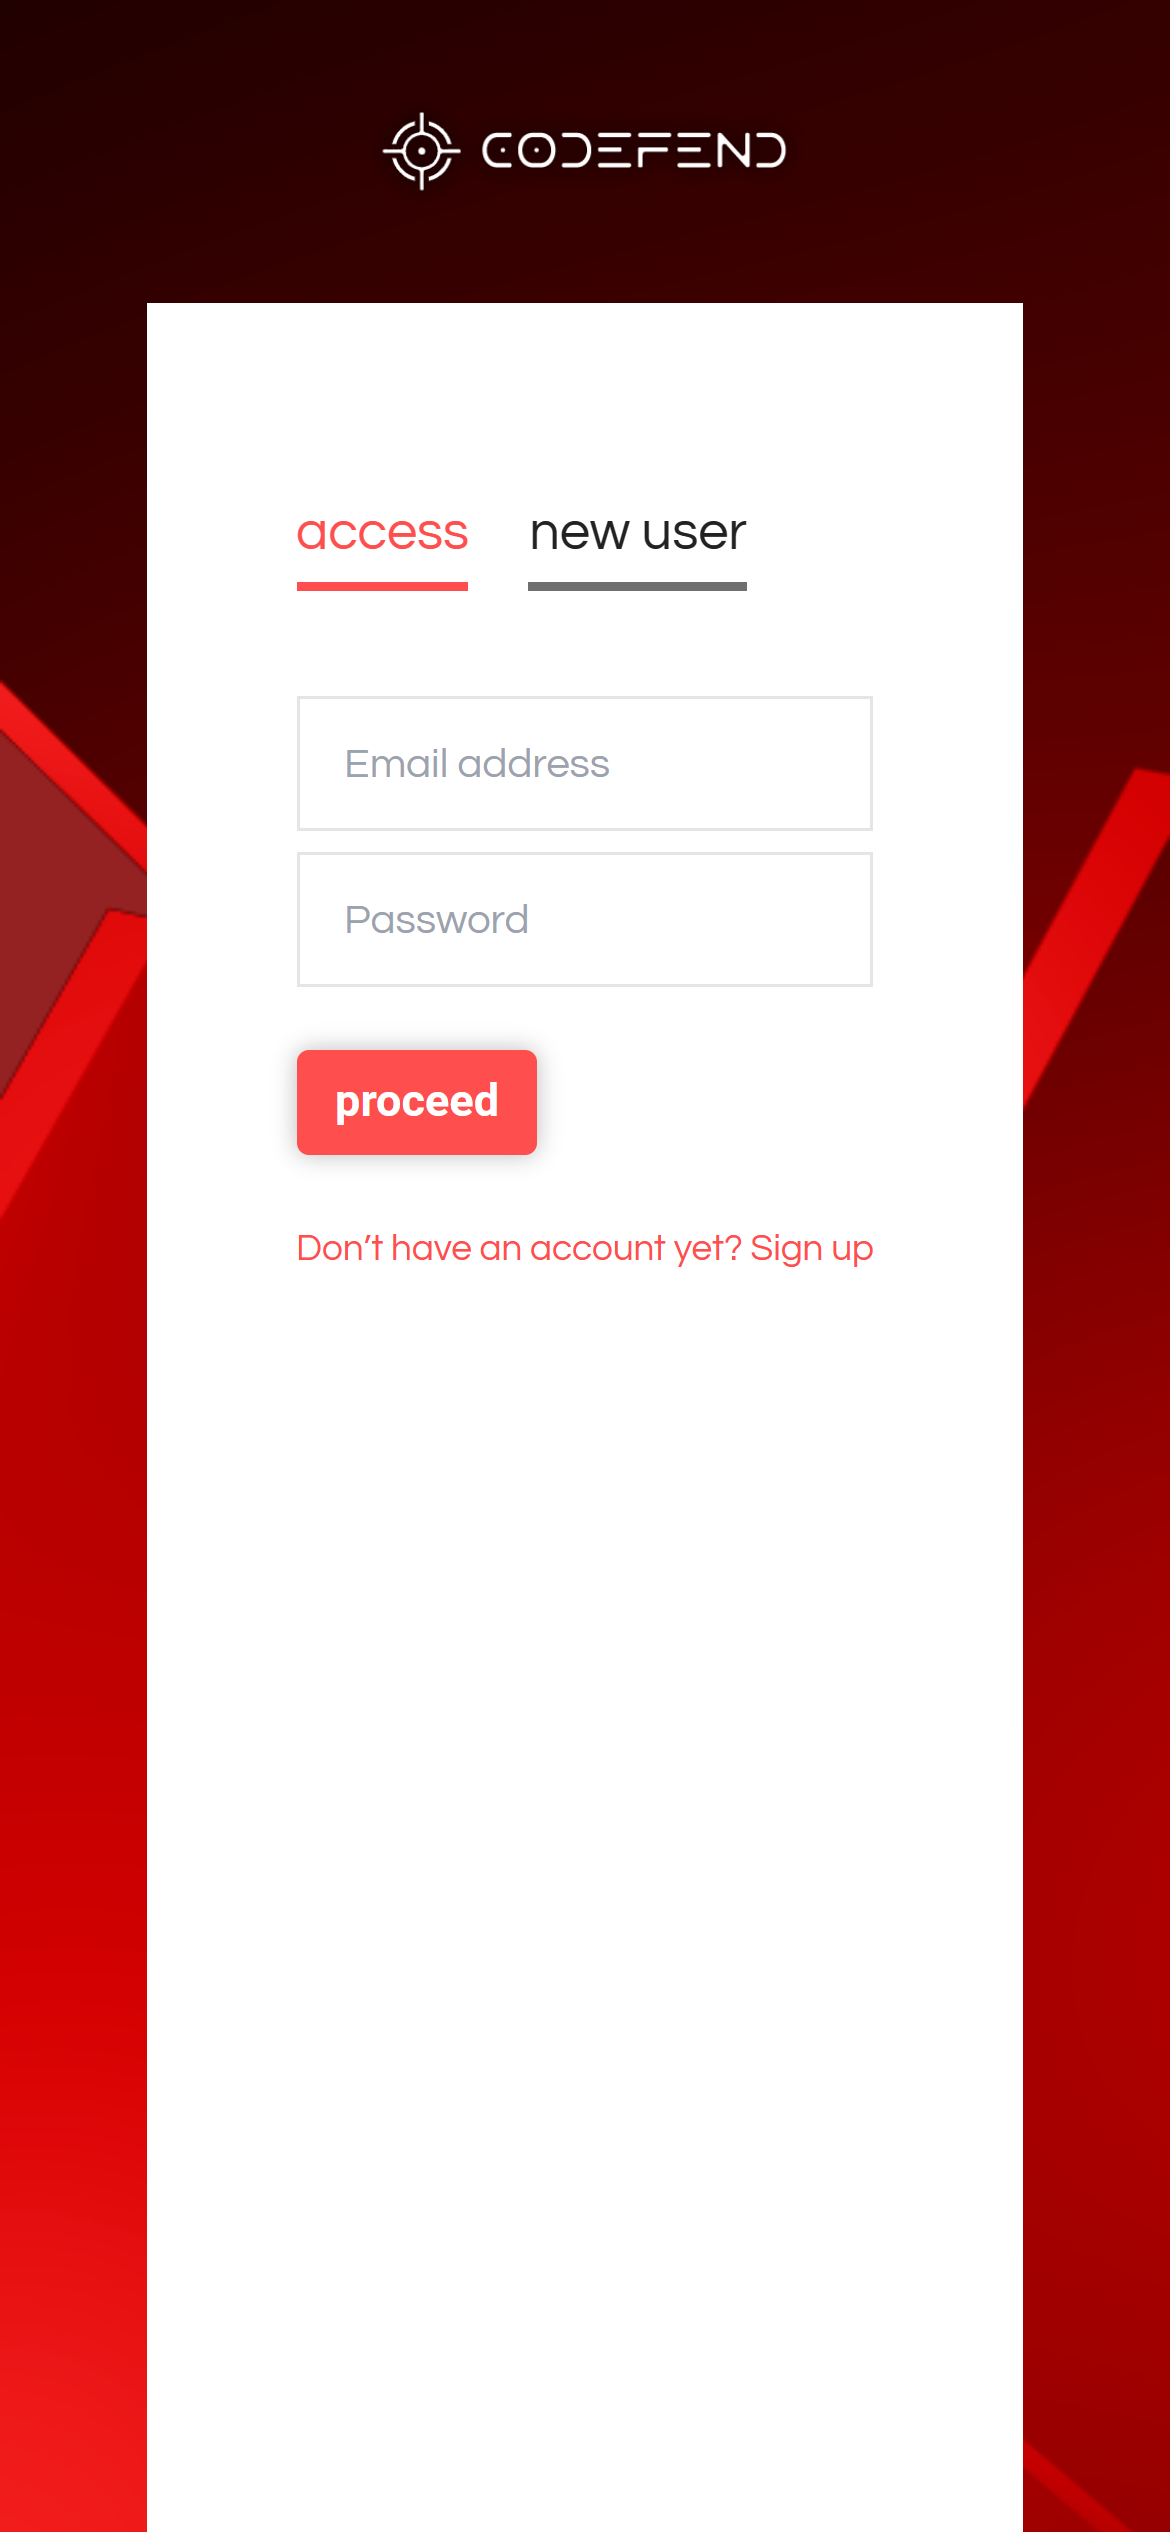 CODEFEND
access new user
Email address
Password
proceed
Don’t have an account yet? Sign up